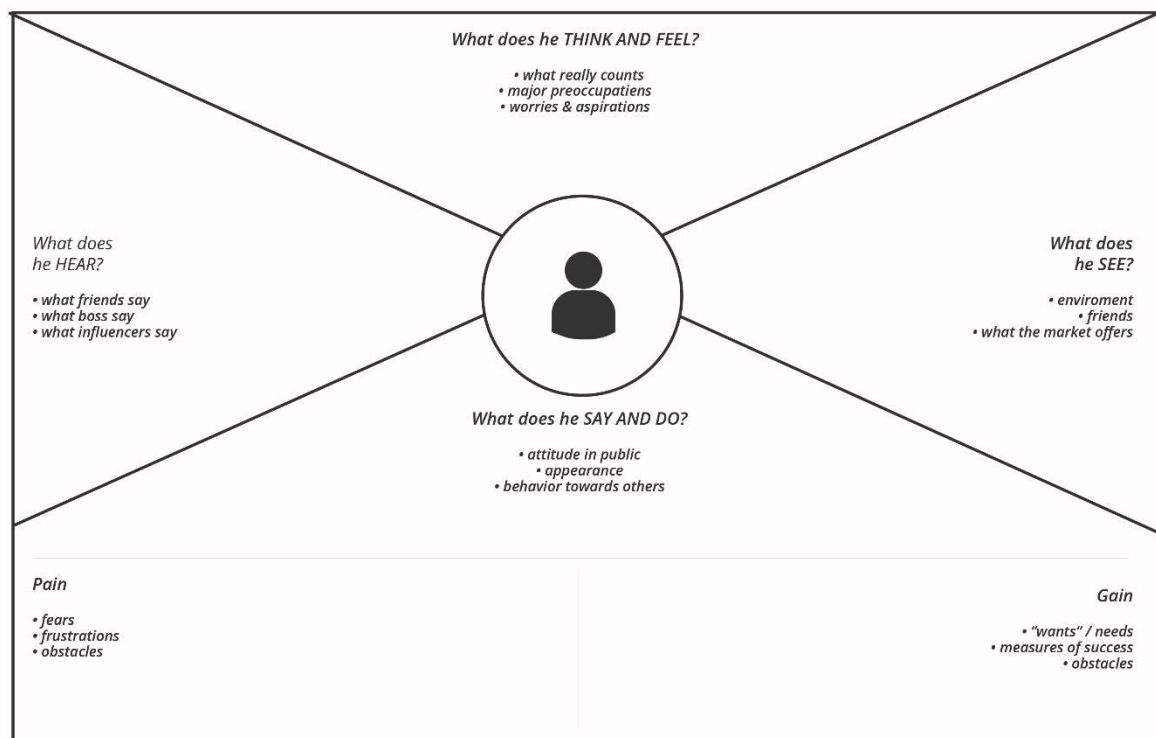 What does he THINK AND FEEL?
• what really counts
• major preoccupatiens
• worries & aspirations
What does
he HEAR?
• what friends say
• what boss say
• what influencers say
What does
he SEE?
• enviroment
• friends
• what the market offers
What does he SAY AND DO?
• attitude in public
• appearance
• behavior towards others
Pain
• fears
• frustrations
• obstacles
Gain
• “wants” / needs
• measures of success
• obstacles